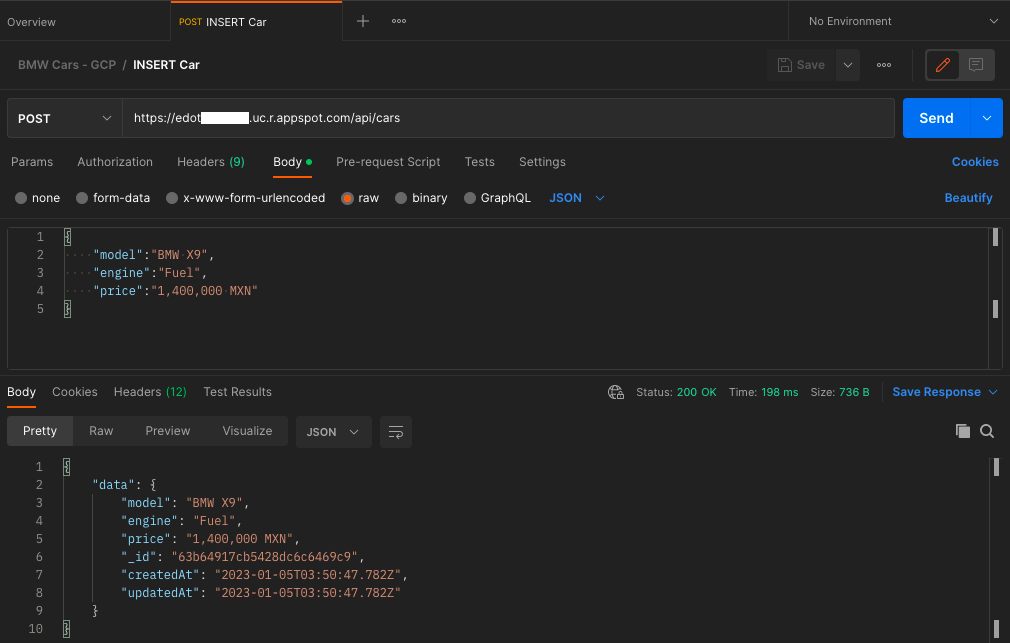 Overview
POST INSERT Car
No Environment
BMW Cars - GCP / INSERT Car
Save
POST
https://edot .uc.r.appspot.com/api/cars
Send
Params Authorization Headers (9) Body Pre-request Script Tests Settings Cookies
none form-data x-www-form-urlencoded raw binary GraphQL JSON Beautify
1 {
2 "model":"BMW X9",
3 "engine":"Fuel",
4 "price":"1,400,000 MXN"
5 }
Body Cookies Headers (12) Test Results Status: 200 OK Time: 198 ms Size: 736 B Save Response
Pretty Raw Preview Visualize JSON
1 {
2 "data": {
3 "model": "BMW X9",
4 "engine": "Fuel",
5 "price": "1,400,000 MXN",
6 "_id": "63b64917cb5428dc6c6469c9",
7 "createdAt": "2023-01-05T03:50:47.782Z",
8 "updatedAt": "2023-01-05T03:50:47.782Z"
9 }
10 }